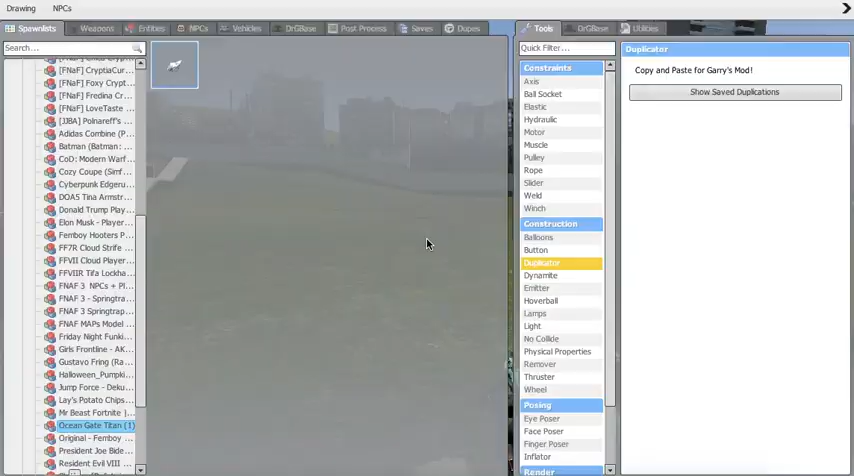 Drawing NPCs
Spawnlists Weapons Entities NPCs Vehicles DrGBase Post Process Saves Dupes
Search...
[FNaF] CryptiaCur...
[FNaF] Foxy Crypt...
[FNaF] Fredina Cr...
[FNaF] LoveTaste
[JJBA] Polnareff's ...
Adidas Combine (P...
Batman (Batman: ...
CoD: Modern Warf...
Cozy Coupe (Simf...
Cyberpunk Edgeru...
DOA5 Tina Armstr...
Donald Trump Play...
Elon Musk - Player...
Femboy Hooters P...
FF7R Cloud Strife ...
FFVII Cloud Player...
FFVIIR Tifa Lockha...
FNAF 3 NPCs + Pl...
FNAF 3 - Springtra...
FNAF 3 Springtrap...
FNAF MAPs Model ...
Friday Night Funki...
Girls Frontline - AK...
Gustavo Fring (Ra...
Halloween_Pumpki...
Jump Force - Deku...
Lay's Potato Chips...
Mr Beast Fortnite |...
Ocean Gate Titan (1)
Original - Femboy ...
President Joe Bide...
Resident Evil VIII ...
Tools DrGBase Utilities
Quick Filter...
Constraints
Axis
Ball Socket
Elastic
Hydraulic
Motor
Muscle
Pulley
Rope
Slider
Weld
Winch
Construction
Balloons
Button
Duplicator
Dynamite
Emitter
Hoverball
Lamps
Light
No Collide
Physical Properties
Remover
Thruster
Wheel
Posing
Eye Poser
Face Poser
Finger Poser
Inflator
Render
Duplicator
Copy and Paste for Garry's Mod!
Show Saved Duplications